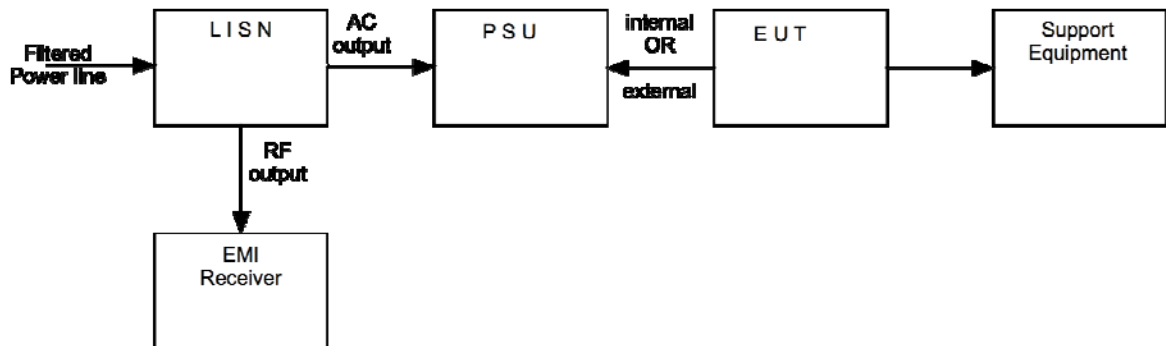 L I S N
AC
output
P S U
internal
OR
external
E U T
Support
Equipment
Filtered
Power line
RF
output
EMI
Receiver